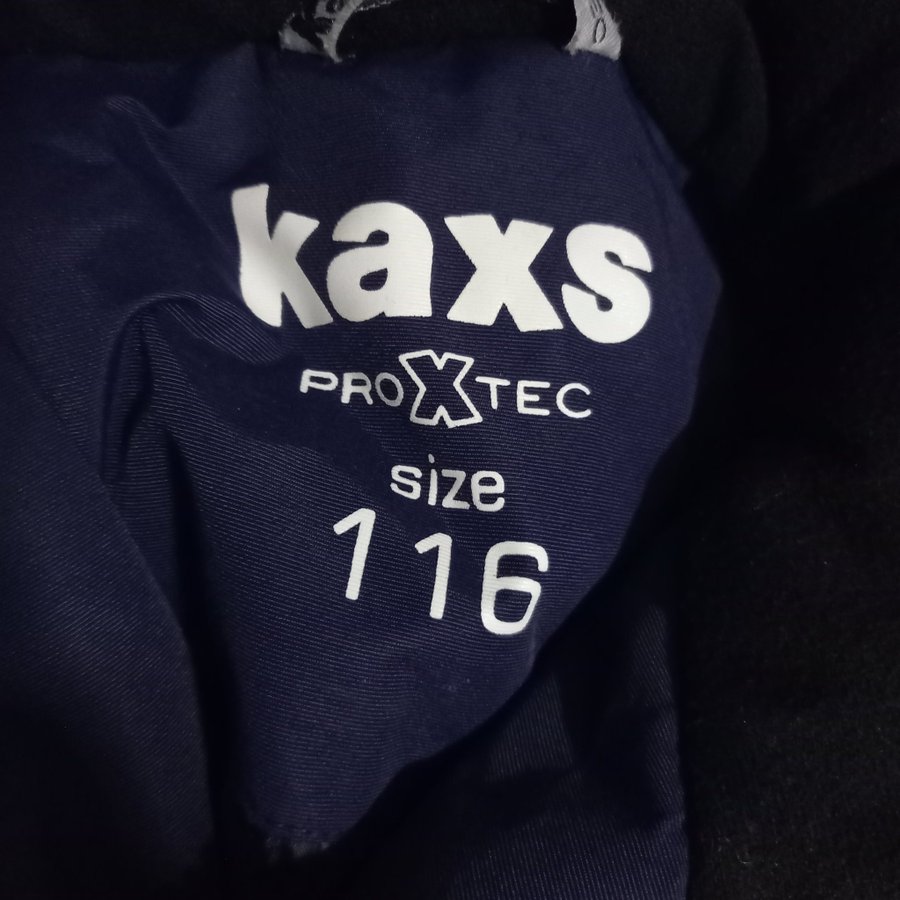 kaxs
PROXTEC
size
116